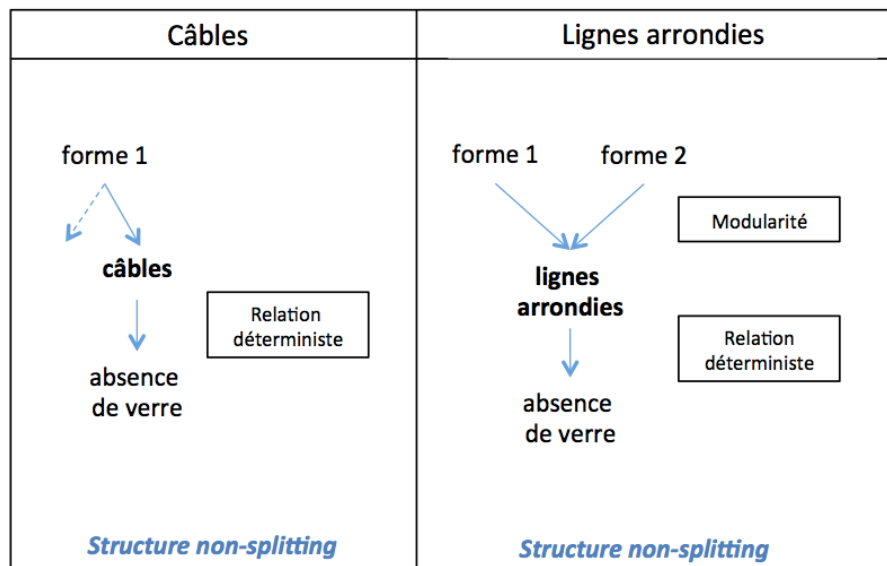 Câbles
forme 1
câbles
Relation
déterministe
absence
de verre
Structure non-splitting
Lignes arrondies
forme 1
forme 2
Modularité
lignes
arrondies
Relation
déterministe
absence
de verre
Structure non-splitting